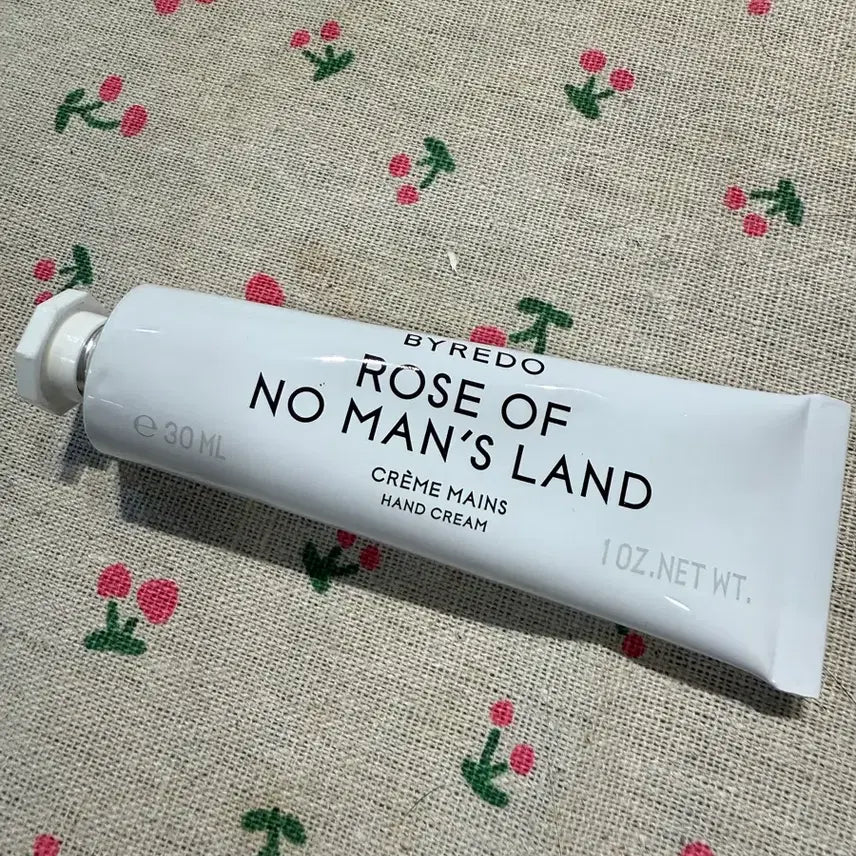 BYREDO
ROSE OF
NO MAN'S LAND
CRÈME MAINS
HAND CREAM
℮ 30 ML
1 OZ.NET WT.